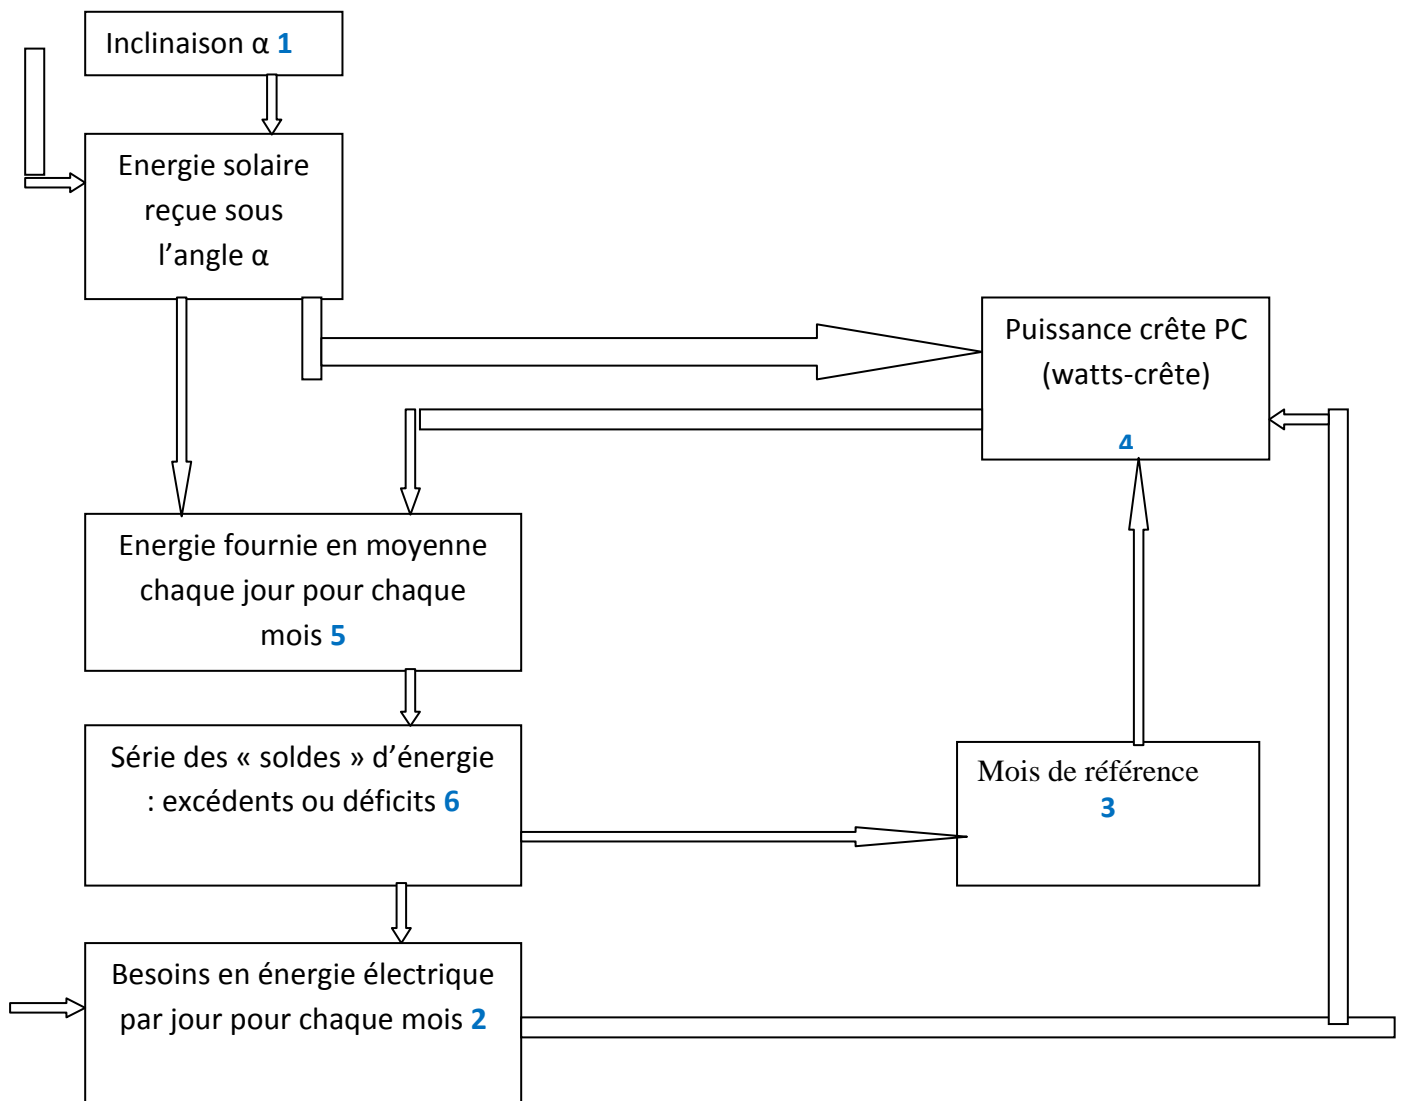 Inclinaison α 1
Energie solaire
reçue sous
l’angle α
Puissance crête PC
(watts-crête)
4
Energie fournie en moyenne
chaque jour pour chaque
mois 5
Série des « soldes » d’énergie
: excédents ou déficits 6
Mois de référence
3
Besoins en énergie électrique
par jour pour chaque mois 2